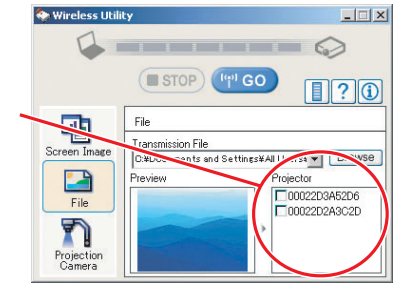 Wireless Utility
STOP
GO
?
i
File
Screen Image
Transmission File
C:¥Documents and Settings¥All Users
Browse
Preview
Projector
00022D3A52D6
00022D2A3C2D
File
Projection
Camera